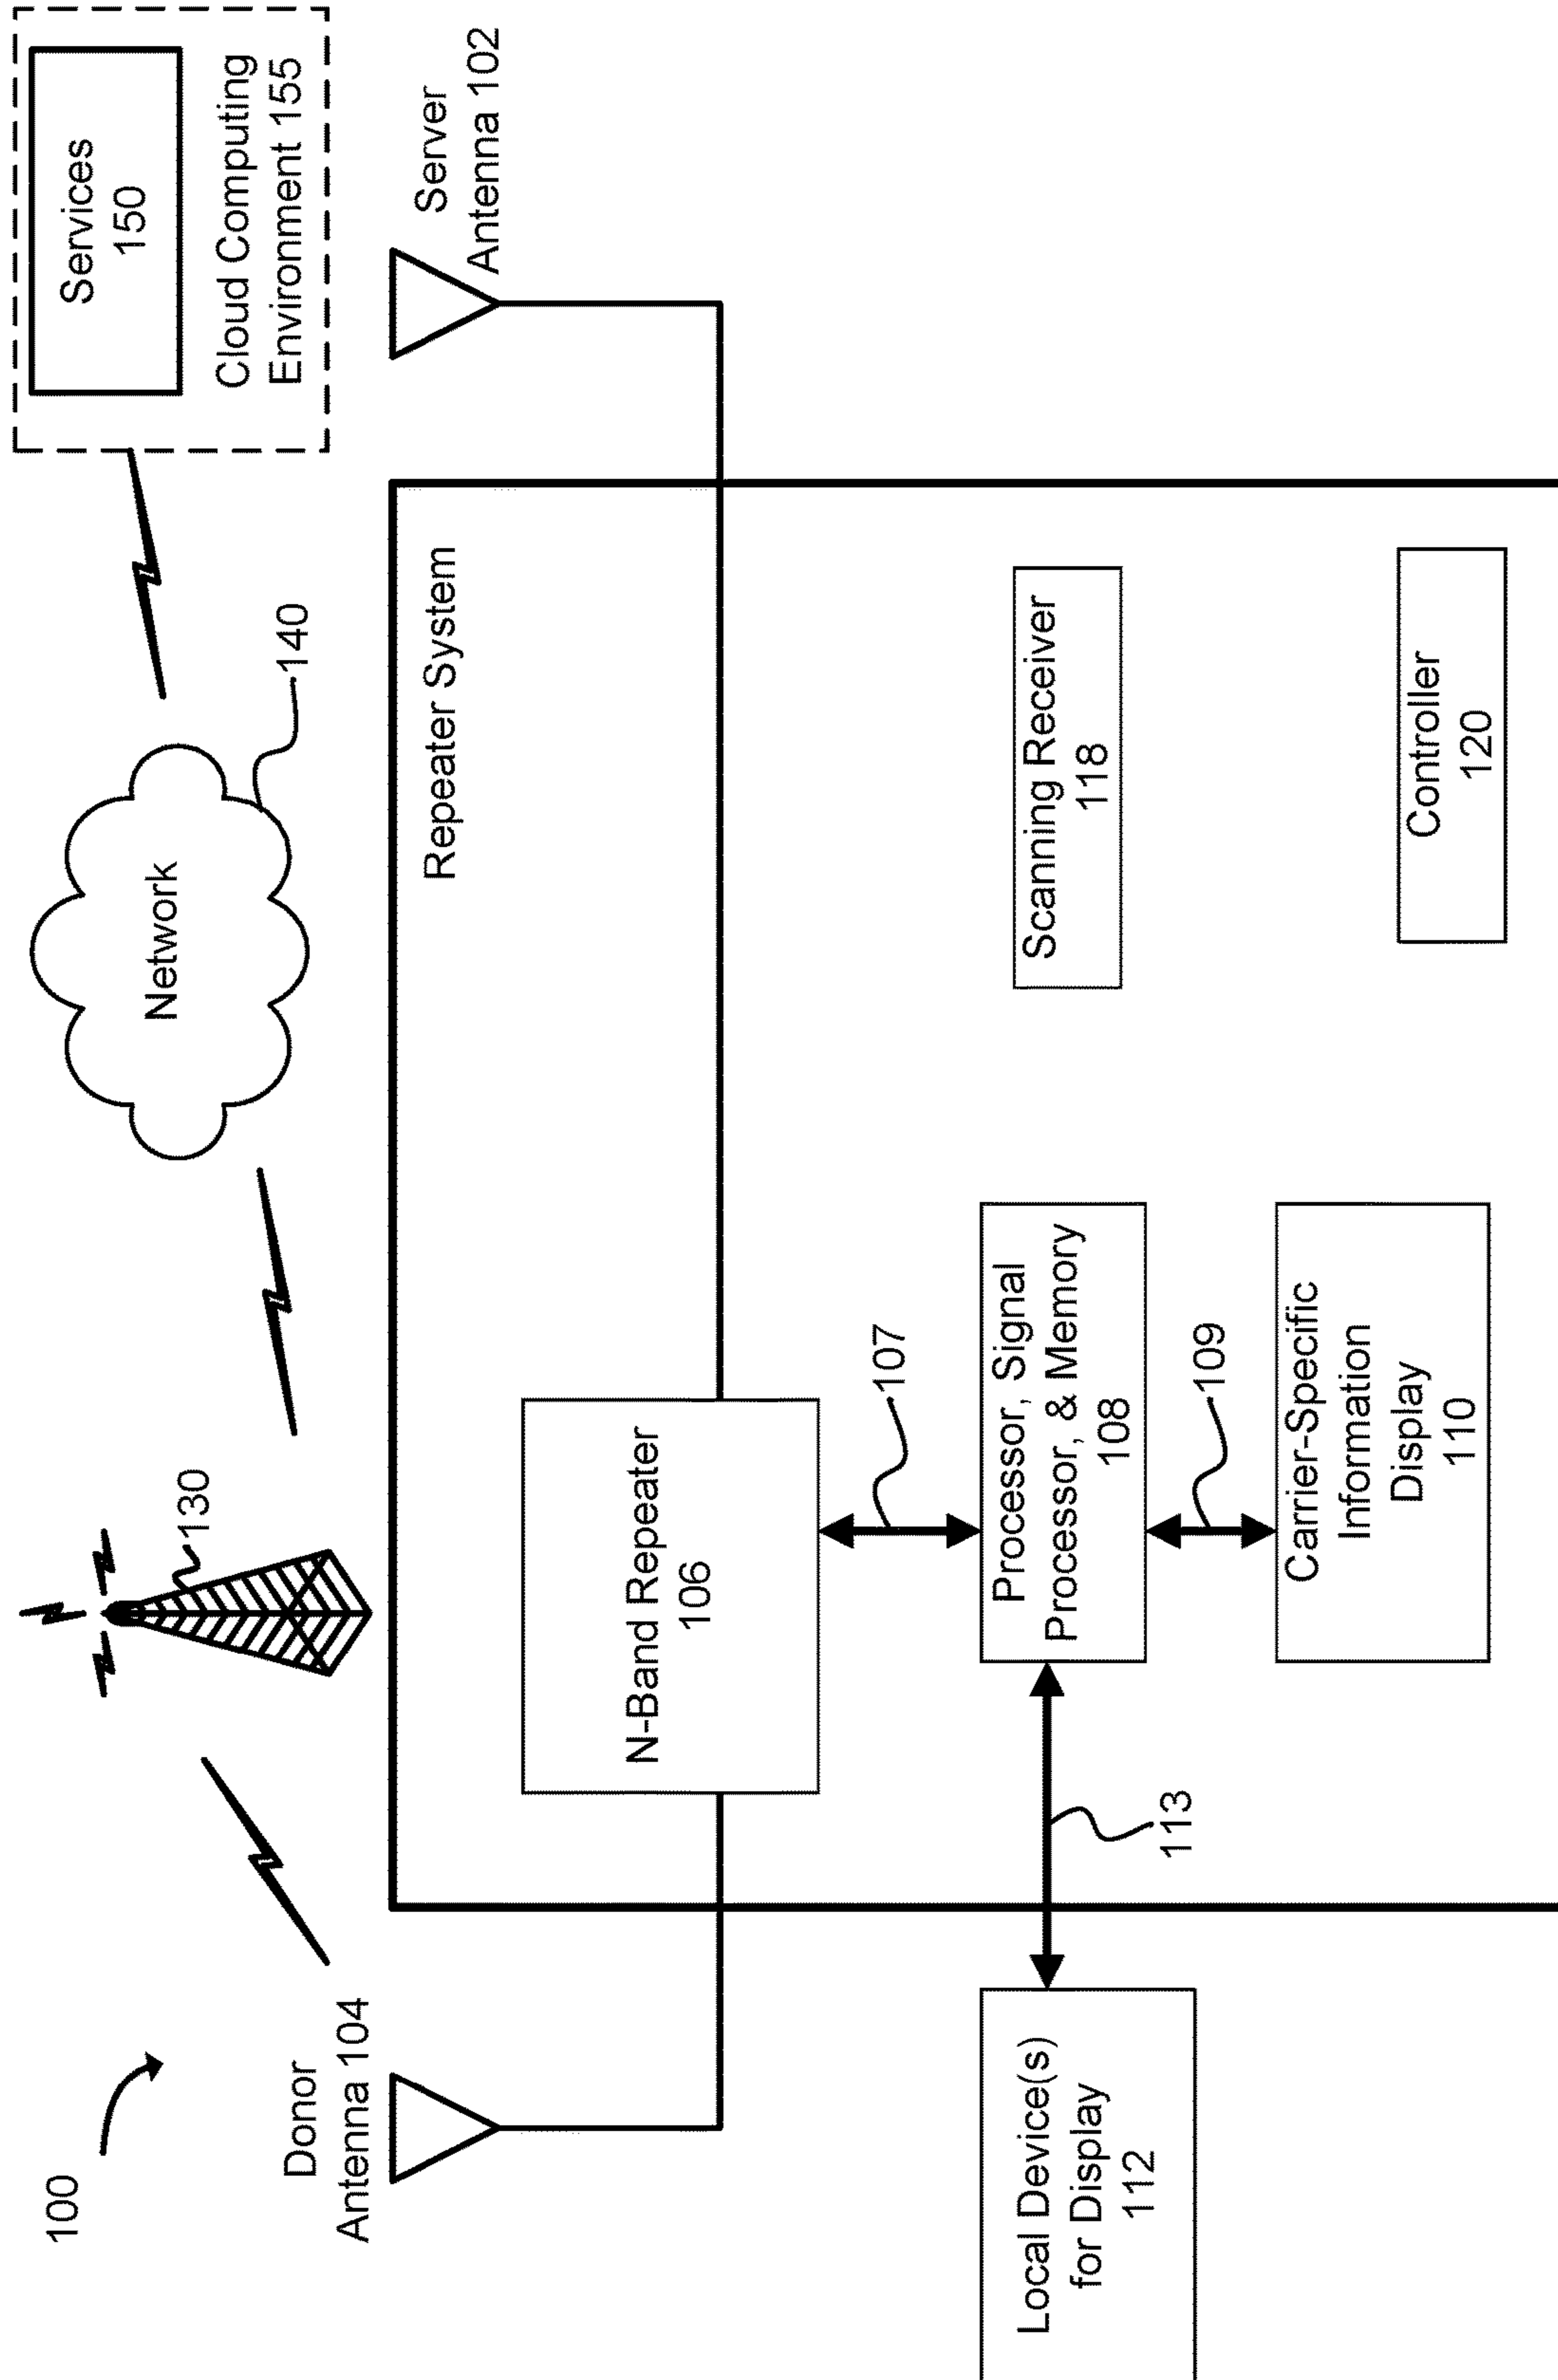 100
130
Network
140
Services
150
Cloud Computing
Environment 155
Donor
Antenna 104
Server
Antenna 102
Repeater System
N-Band Repeater
106
107
Local Device(s)
for Display
112
113
Processor, Signal
Processor, & Memory
108
Scanning Receiver
118
109
Carrier-Specific
Information
Display
110
Controller
120